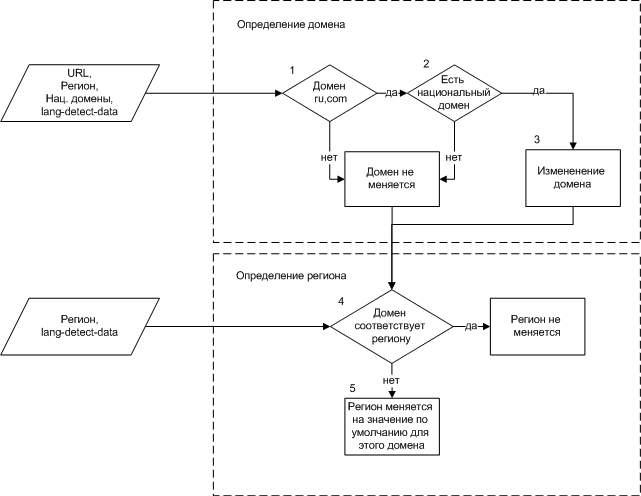 Определение домена
URL,
Регион,
Нац. домены,
lang-detect-data
1
Домен
ru,com
да
2
Есть
национальный
домен
да
нет
нет
Домен не
меняется
3
Измененение
домена
Определение региона
Регион,
lang-detect-data
4
Домен
соответствует
региону
да
Регион не
меняется
нет
5
Регион меняется
на значение по
умолчанию для
этого домена